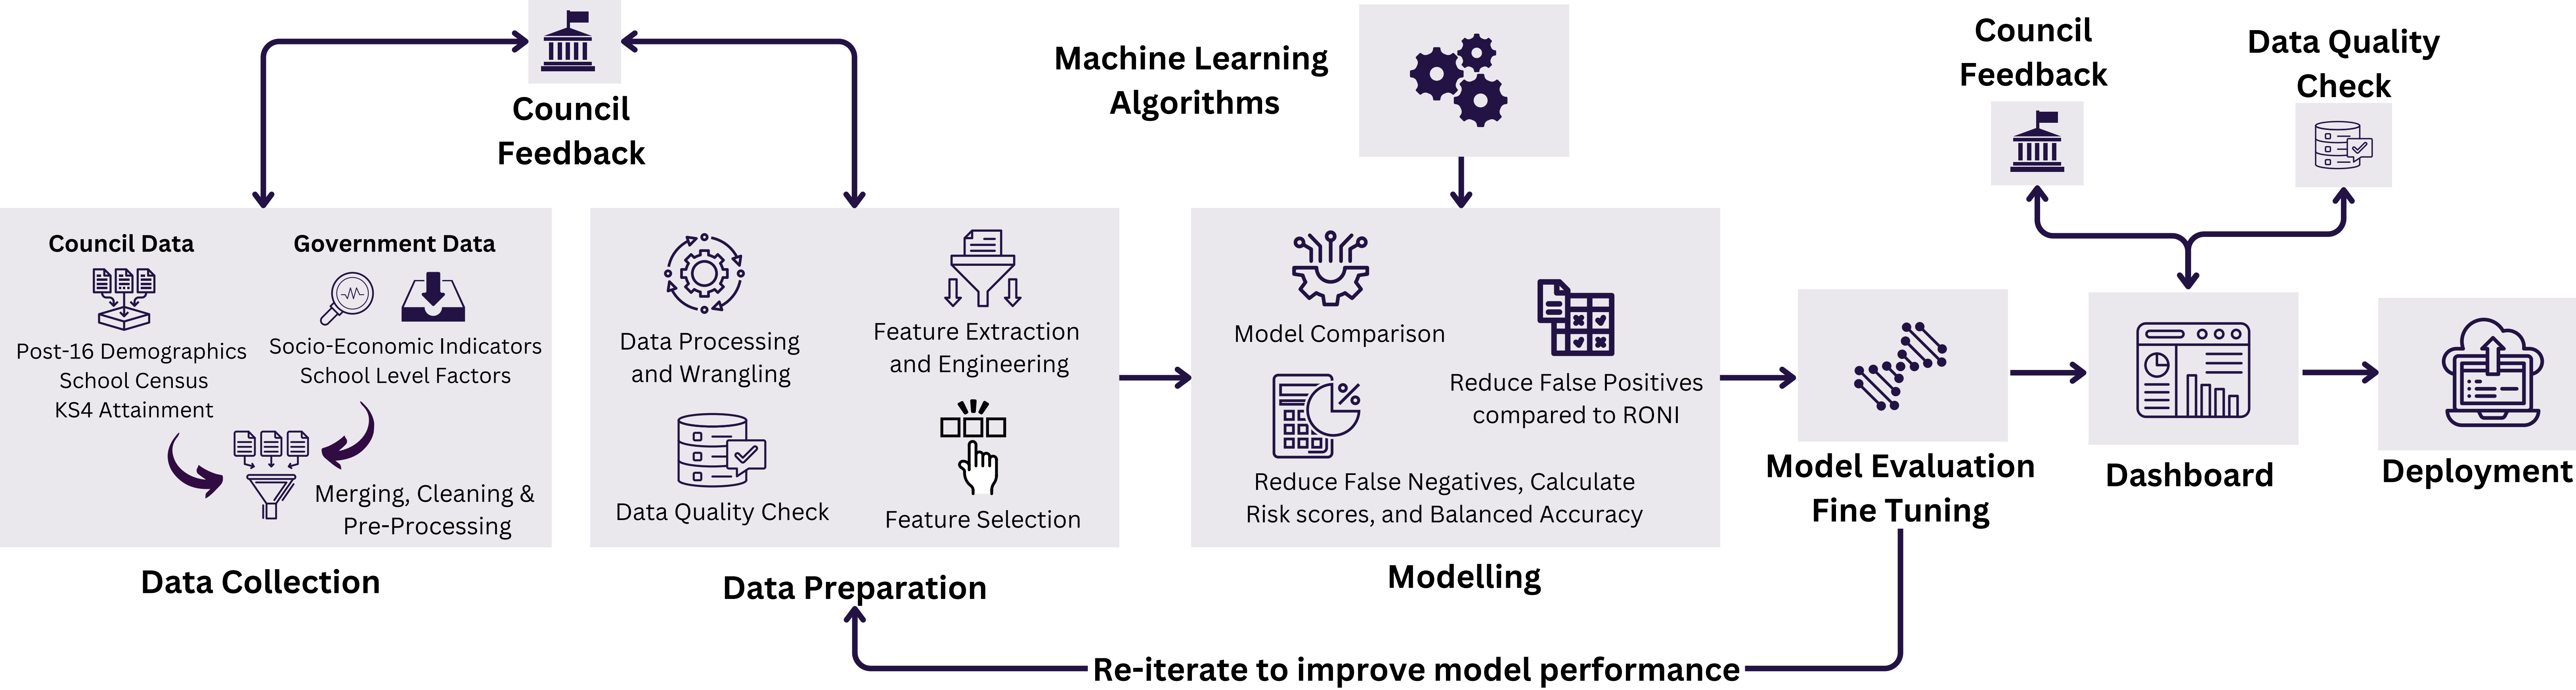 Council
Feedback
Council Data
Government Data
Post-16 Demographics
School Census
KS4 Attainment
Socio-Economic Indicators
School Level Factors
Merging, Cleaning &
Pre-Processing
Data Collection
Data Processing
and Wrangling
Feature Extraction
and Engineering
Data Quality Check
Feature Selection
Data Preparation
Machine Learning
Algorithms
Model Comparison
Reduce False Positives
compared to RONI
Reduce False Negatives, Calculate
Risk scores, and Balanced Accuracy
Modelling
Model Evaluation
Fine Tuning
Re-iterate to improve model performance
Council
Feedback
Data Quality
Check
Dashboard
Deployment